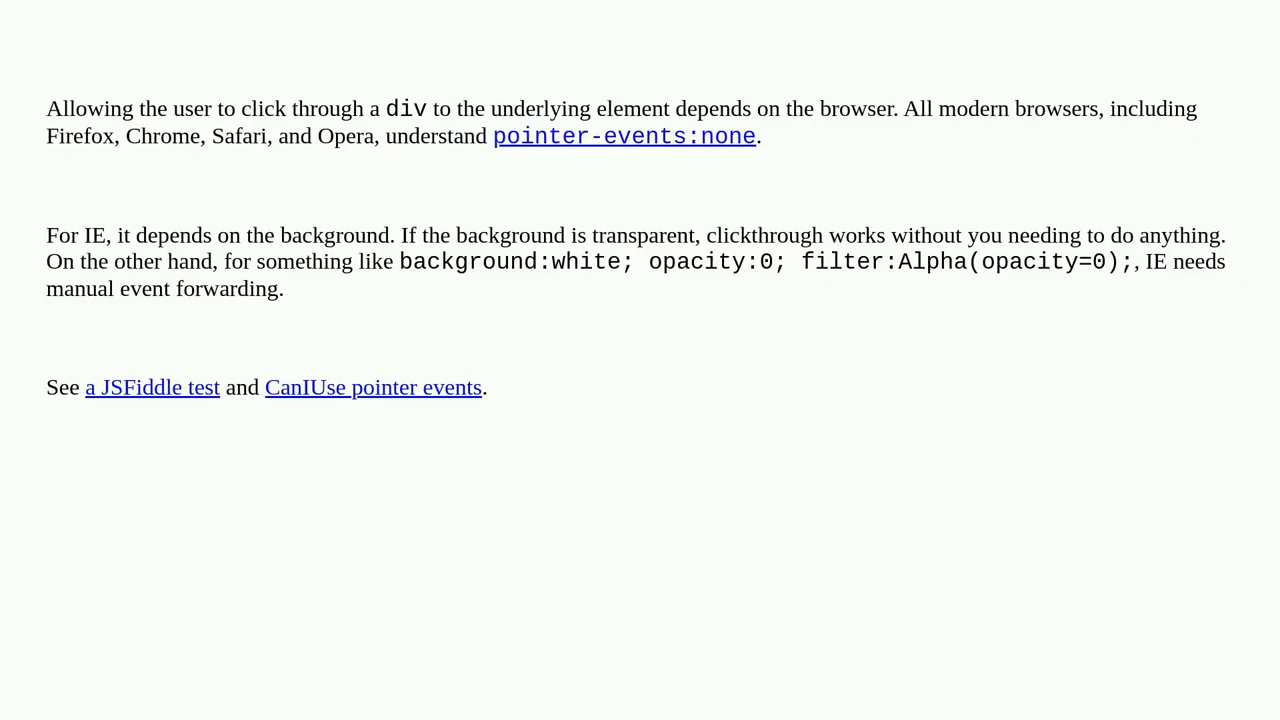 Allowing the user to click through a div to the underlying element depends on the browser. All modern browsers, including
Firefox, Chrome, Safari, and Opera, understand pointer-events:none.
For IE, it depends on the background. If the background is transparent, clickthrough works without you needing to do anything.
On the other hand, for something like background:white; opacity:0; filter:Alpha(opacity=0);, IE needs
manual event forwarding.
See a JSFiddle test and CanIUse pointer events.